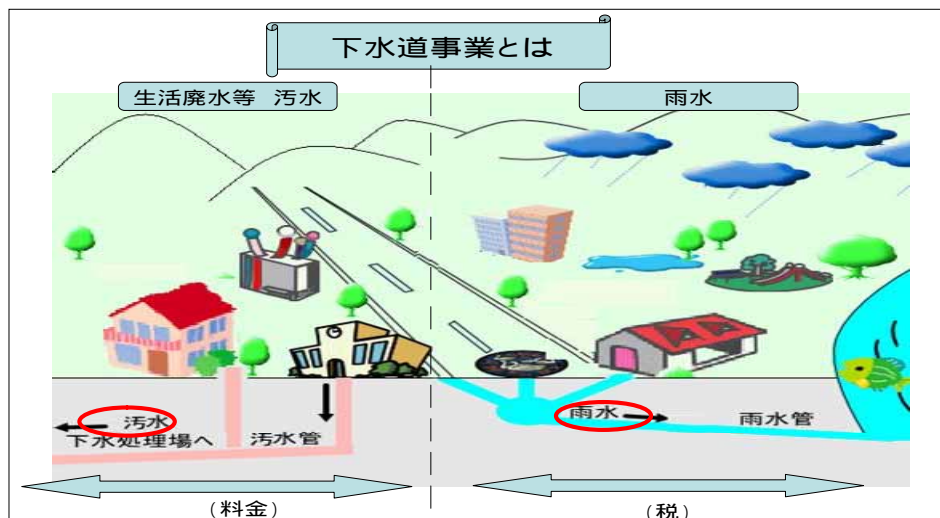 下水道事業とは
生活廃水等 汚水
雨水
汚水
下水処理場へ
汚水管
雨水
雨水管
(料金)
(税)